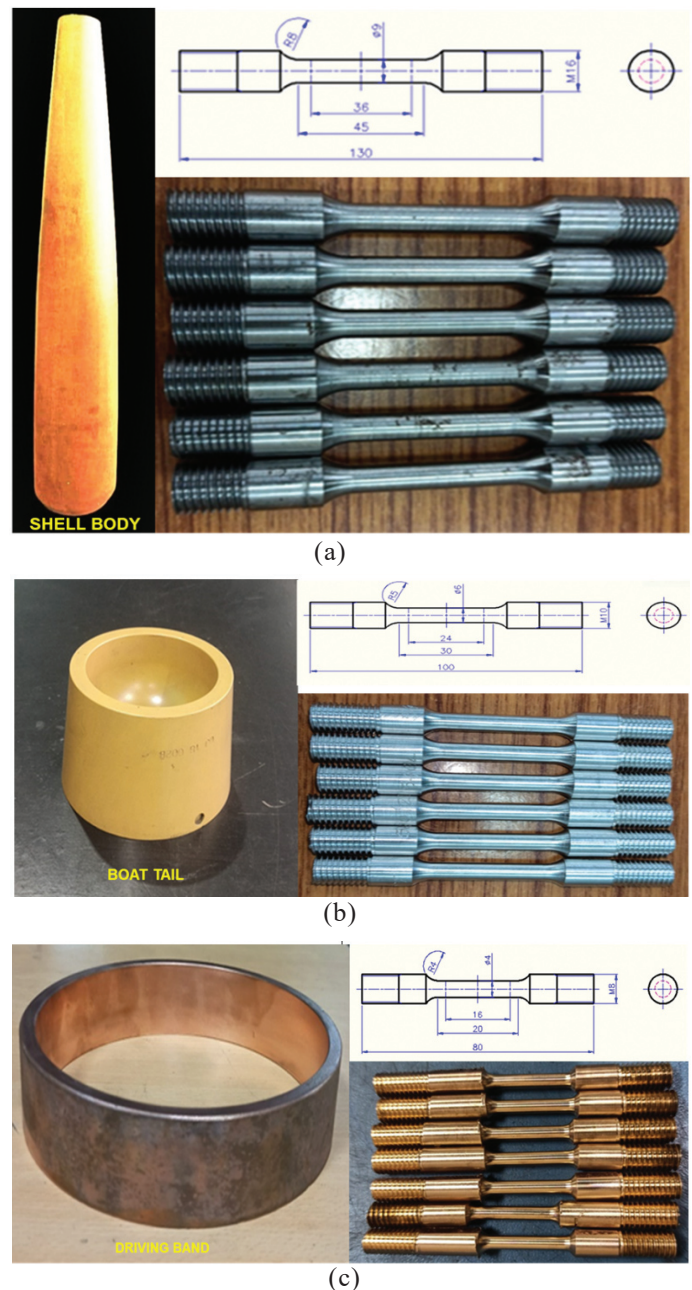 R8
ø9
M16
36
45
130
SHELL BODY
(a)
R5
ø6
M10
24
30
100
BOAT TAIL
(b)
R4
ø4
M8
16
20
80
DRIVING BAND
(c)